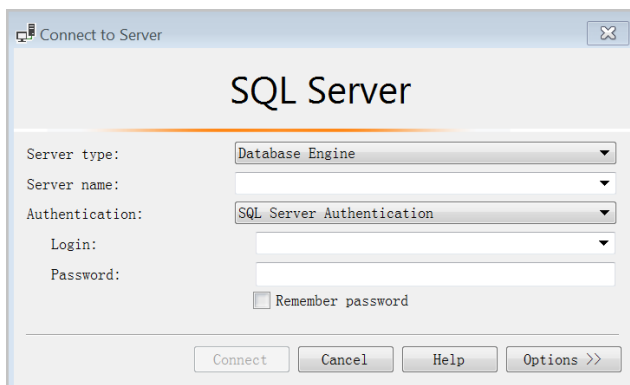 Connect to Server
SQL Server
Server type: Database Engine
Server name:
Authentication: SQL Server Authentication
Login:
Password:
Remember password
Connect Cancel Help Options >>